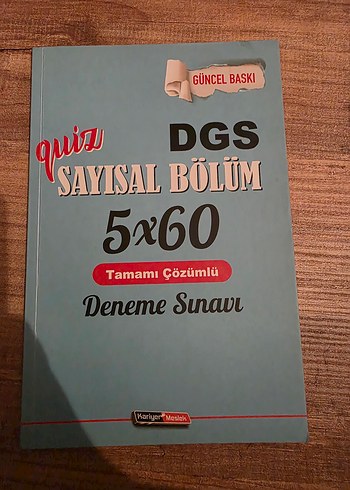 GÜNCEL BASKI
quiz
DGS
SAYISAL BÖLÜM
5x60
Tamamı Çözümlü
Deneme Sınavı
Kariyer Meslek